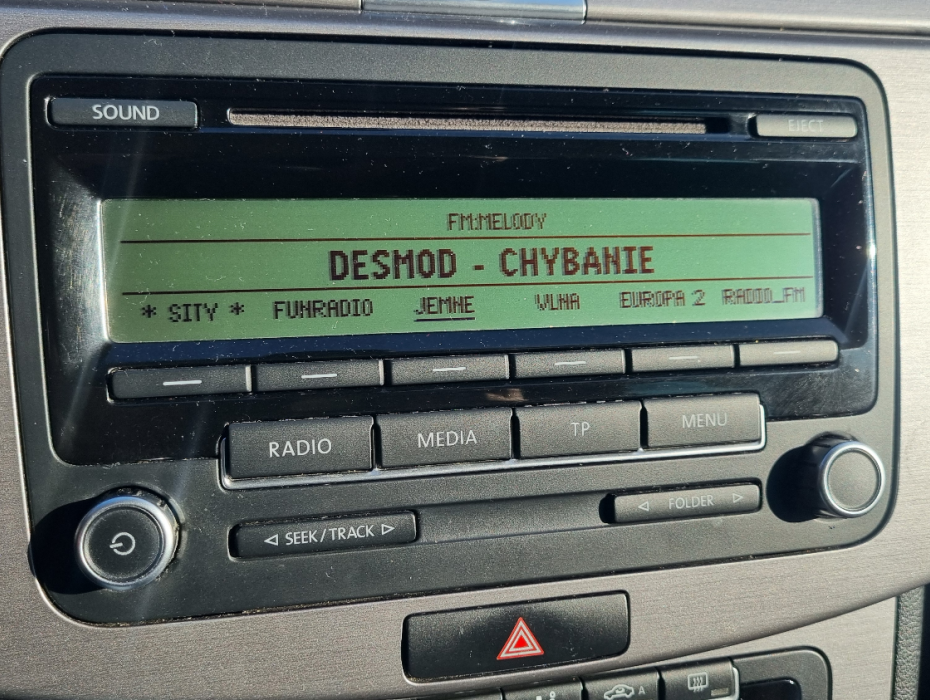 SOUND
EJECT
FM:MELODY
DESMOD - CHYBANIE
* SITY * FUNRADIO JEMNE VLNA EUROPA 2 RADIO_FM
RADIO MEDIA TP MENU
SEEK/TRACK FOLDER
A